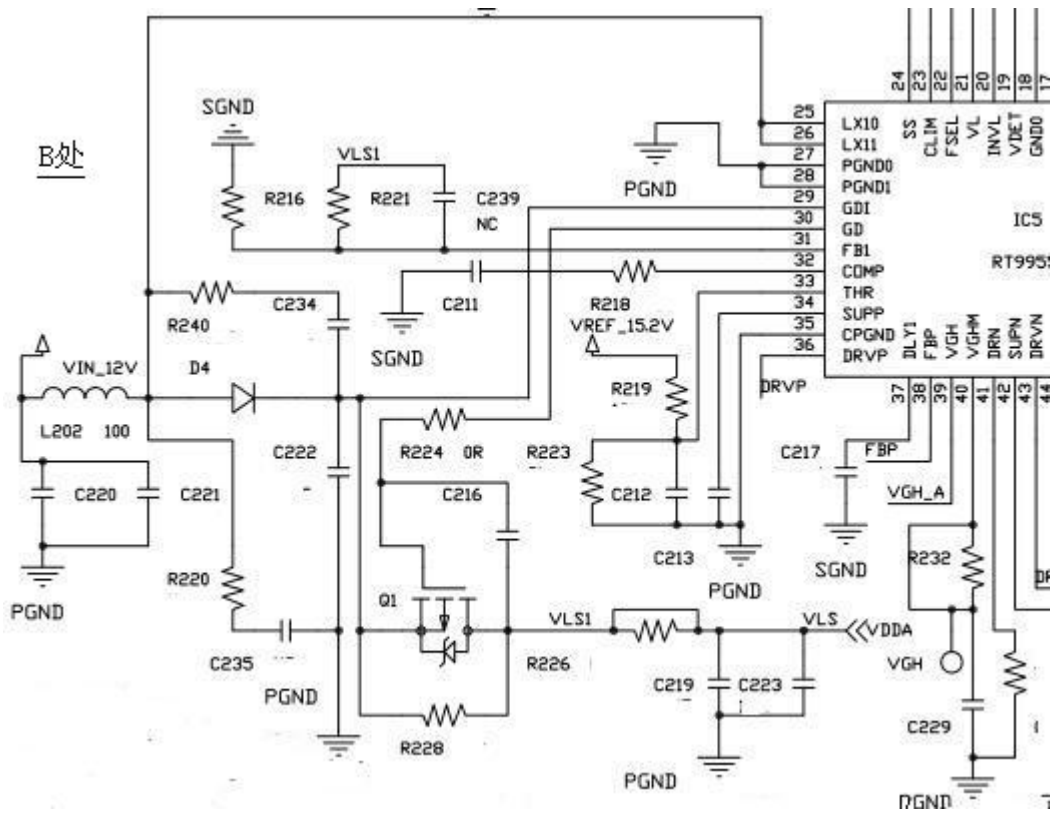 24
23
22
21
20
19
18
17
SS
CLIM
FSEL
VL
INVL
VDET
GND0
SGND
B处
VLS1
R216
R221
C239
NC
PGND
25
26
27
28
29
30
31
32
33
34
35
36
LX10
LX11
PGND0
PGND1
GDI
GD
FB1
COMP
THR
SUPP
CPGND
DRVP
IC5
C234
R240
C211
R218
SGND
VREF_15.2V
VIN_12V
D4
R219
DRVP
DLY1
FBP
VGH
VGHM
DRN
SUPN
DRVN
37
38
39
40
41
42
43
44
L202 100
C222
R224 0R
R223
C217
FBP
C220
C221
C216
C212
VGH_A
C213
R220
PGND
PGND
SGND
R232
Q1
VLS1
VLS
VDDA
C235
R226
VGH
PGND
C219
C223
C229
R228
PGND
PGND